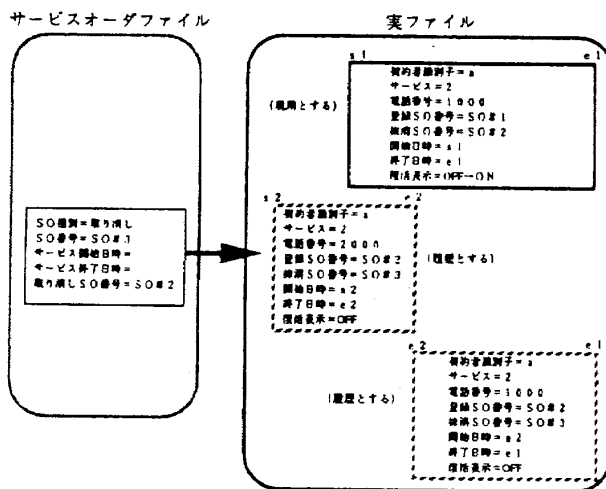 サービスオーダファイル
実ファイル
s1 e1
契約者識別子=a
サービス=2
電話番号=1000
登録SO番号=SO#1
抹消SO番号=SO#2
開始日時=s1
終了日時=e1
復活表示=OFF→ON
(現用とする)
SO種別=取り消し
SO番号=SO#3
サービス開始日時=
サービス終了日時=
取り消しSO番号=SO#2
s2 e2
契約者識別子=a
サービス=2
電話番号=2000
登録SO番号=SO#2
抹消SO番号=SO#3
開始日時=s2
終了日時=e2
復活表示=OFF
(履歴とする)
e2 e1
契約者識別子=a
サービス=2
電話番号=1000
登録SO番号=SO#2
抹消SO番号=SO#3
開始日時=e2
終了日時=e1
復活表示=OFF
(履歴とする)